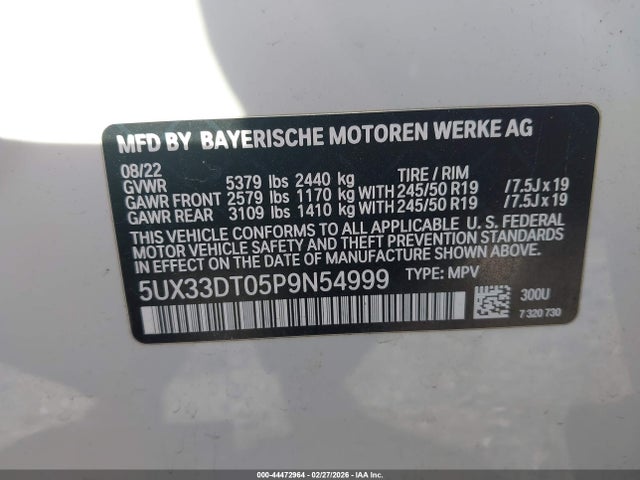 MFD BY BAYERISCHE MOTOREN WERKE AG
08/22
GVWR 5379 lbs 2440 kg TIRE / RIM
GAWR FRONT 2579 lbs 1170 kg WITH 245/50 R19 /7.5J x 19
GAWR REAR 3109 lbs 1410 kg WITH 245/50 R19 /7.5J x 19
THIS VEHICLE CONFORMS TO ALL APPLICABLE U. S. FEDERAL
MOTOR VEHICLE SAFETY AND THEFT PREVENTION STANDARDS
IN EFFECT ON THE DATE OF MANUFACTURE SHOWN ABOVE.
5UX33DT05P9N54999 TYPE: MPV
300U
7 320 730
000-44472964 - 02/27/2026 - IAA Inc.